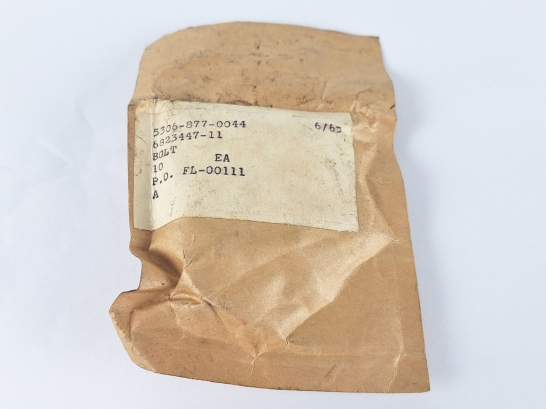 5306-877-0044 6/65
6823447-11
BOLT
10 EA
P.O. FL-00111
A